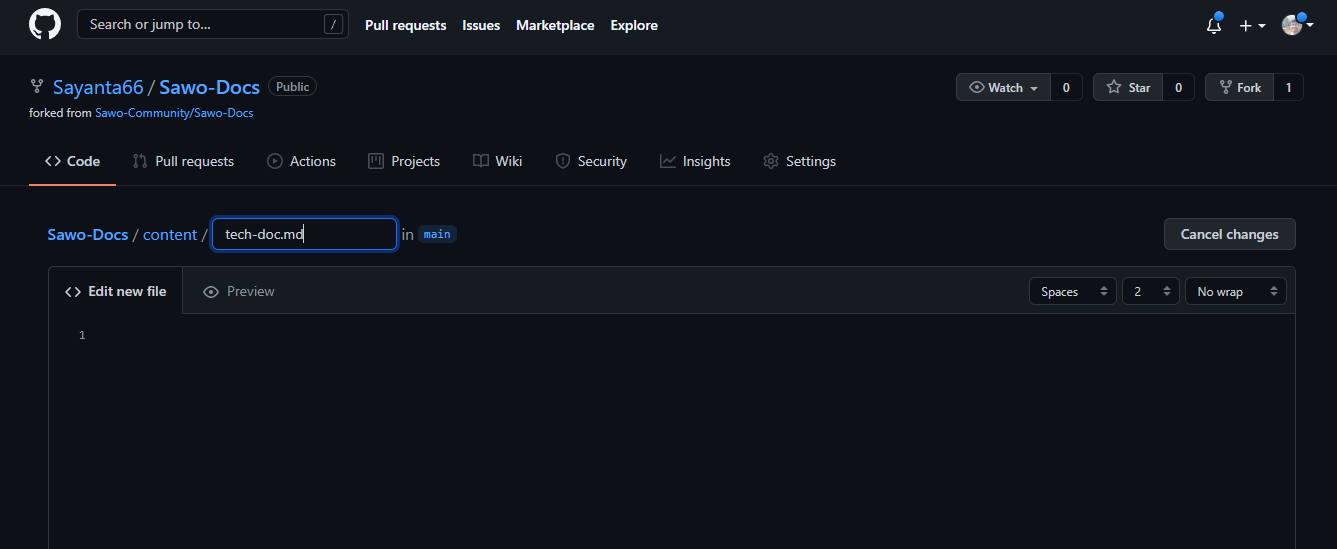 Search or jump to... /
Pull requests Issues Marketplace Explore
Sayanta66 / Sawo-Docs Public
Watch 0 Star 0 Fork 1
forked from Sawo-Community/Sawo-Docs
Code Pull requests Actions Projects Wiki Security Insights Settings
Sawo-Docs / content / tech-doc.md in main
Cancel changes
<> Edit new file Preview
Spaces 2 No wrap
1